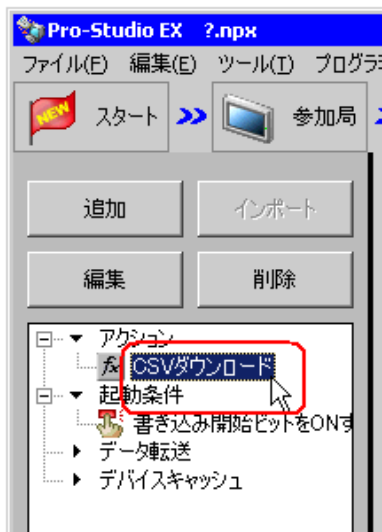 Pro-Studio EX ?.npx
ファイル(F) 編集(E) ツール(T) プログラ
NEW スタート 参加局
追加 インポート
編集 削除
アクション
fx CSVダウンロード
起動条件
書き込み開始ビットをONす
データ転送
デバイスキャッシュ